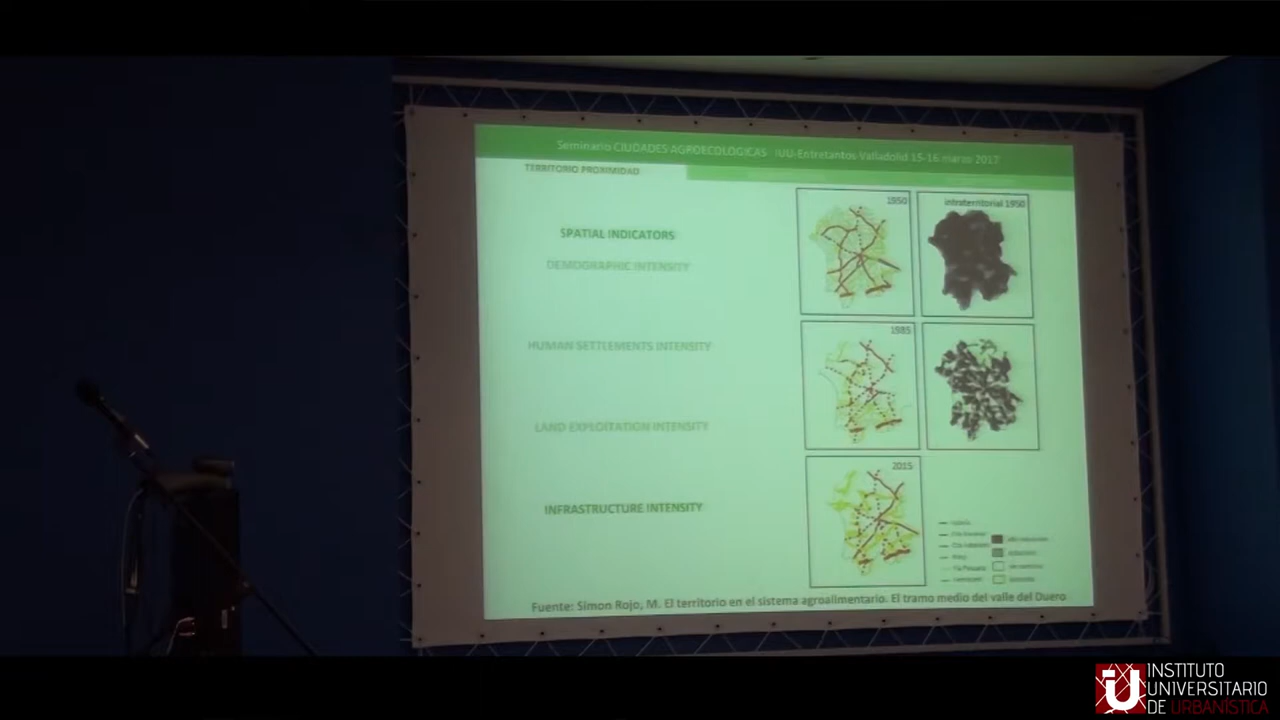 Seminario CIUDADES AGROECOLOGICAS IUU-Entretantos-Valladolid 15-16 marzo 2017
TERRITORIO PROXIMIDAD
SPATIAL INDICATORS
DEMOGRAPHIC INTENSITY
HUMAN SETTLEMENTS INTENSITY
LAND EXPLOITATION INTENSITY
INFRASTRUCTURE INTENSITY
1950
intraterritorial 1950
1985
2015
Fuente: Simon Rojo, M. El territorio en el sistema agroalimentario. El tramo medio del valle del Duero
INSTITUTO
UNIVERSITARIO
DE URBANÍSTICA